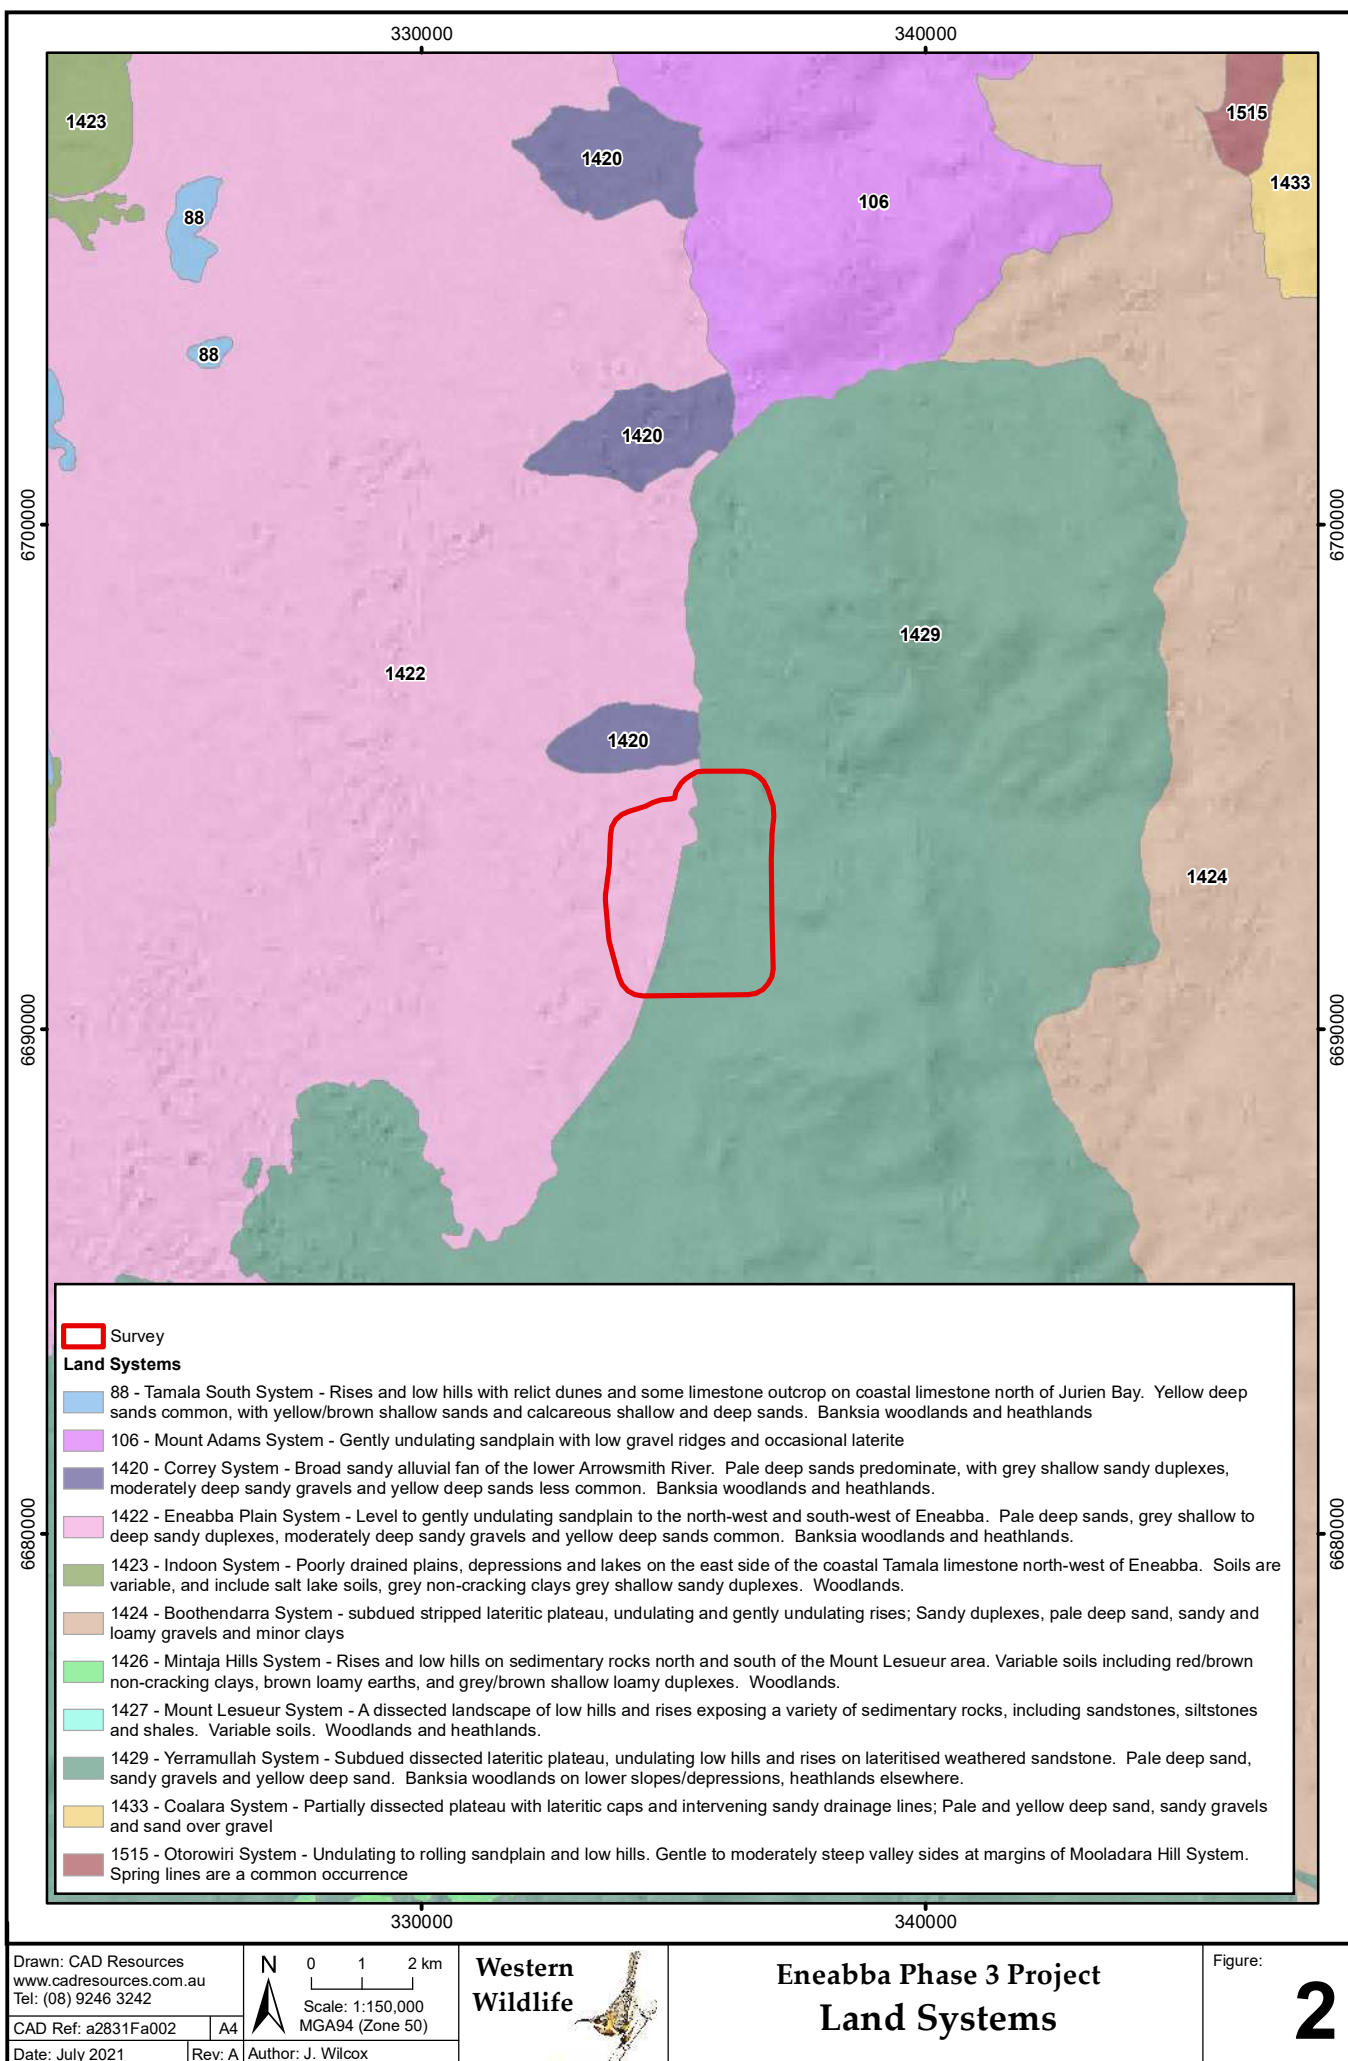 330000
340000
1423
1420
1515
106
1433
88
88
1420
6700000
6700000
1429
1422
1420
1424
6690000
6690000
Survey
Land Systems
88 - Tamala South System - Rises and low hills with relict dunes and some limestone outcrop on coastal limestone north of Jurien Bay. Yellow deep
sands common, with yellow/brown shallow sands and calcareous shallow and deep sands. Banksia woodlands and heathlands
106 - Mount Adams System - Gently undulating sandplain with low gravel ridges and occasional laterite
1420 - Correy System - Broad sandy alluvial fan of the lower Arrowsmith River. Pale deep sands predominate, with grey shallow sandy duplexes,
moderately deep sandy gravels and yellow deep sands less common. Banksia woodlands and heathlands.
1422 - Eneabba Plain System - Level to gently undulating sandplain to the north-west and south-west of Eneabba. Pale deep sands, grey shallow to
deep sandy duplexes, moderately deep sandy gravels and yellow deep sands common. Banksia woodlands and heathlands.
6680000
6680000
1423 - Indoon System - Poorly drained plains, depressions and lakes on the east side of the coastal Tamala limestone north-west of Eneabba. Soils are
variable, and include salt lake soils, grey non-cracking clays grey shallow sandy duplexes. Woodlands.
1424 - Boothendarra System - subdued stripped lateritic plateau, undulating and gently undulating rises; Sandy duplexes, pale deep sand, sandy and
loamy gravels and minor clays
1426 - Mintaja Hills System - Rises and low hills on sedimentary rocks north and south of the Mount Lesueur area. Variable soils including red/brown
non-cracking clays, brown loamy earths, and grey/brown shallow loamy duplexes. Woodlands.
1427 - Mount Lesueur System - A dissected landscape of low hills and rises exposing a variety of sedimentary rocks, including sandstones, siltstones
and shales. Variable soils. Woodlands and heathlands.
1429 - Yerramullah System - Subdued dissected lateritic plateau, undulating low hills and rises on lateritised weathered sandstone. Pale deep sand,
sandy gravels and yellow deep sand. Banksia woodlands on lower slopes/depressions, heathlands elsewhere.
1433 - Coalara System - Partially dissected plateau with lateritic caps and intervening sandy drainage lines; Pale and yellow deep sand, sandy gravels
and sand over gravel
1515 - Otorowiri System - Undulating to rolling sandplain and low hills. Gentle to moderately steep valley sides at margins of Mooladara Hill System.
Spring lines are a common occurrence
330000
340000
Drawn: CAD Resources
www.cadresources.com.au
Tel: (08) 9246 3242
CAD Ref: a2831Fa002
A4
Date: July 2021
Rev: A
N
0 1 2 km
Scale: 1:150,000
MGA94 (Zone 50)
Author: J. Wilcox
Western
Wildlife
Eneabba Phase 3 Project
Land Systems
Figure:
2